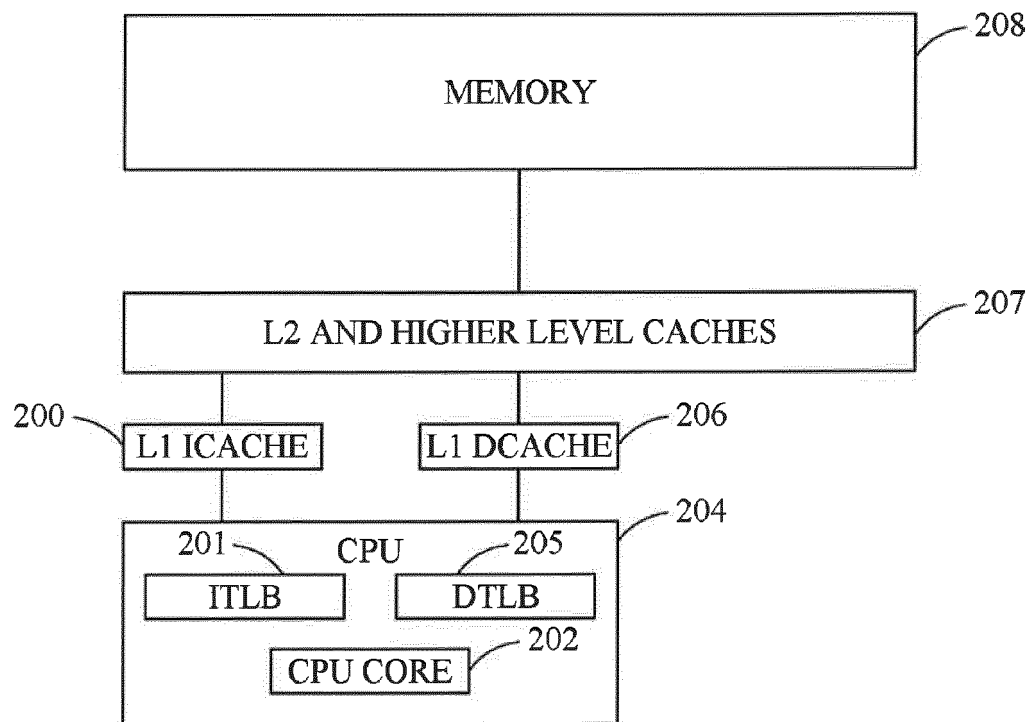 208
MEMORY
207
L2 AND HIGHER LEVEL CACHES
200
206
L1 ICACHE
L1 DCACHE
204
201
CPU
205
ITLB
DTLB
202
CPU CORE